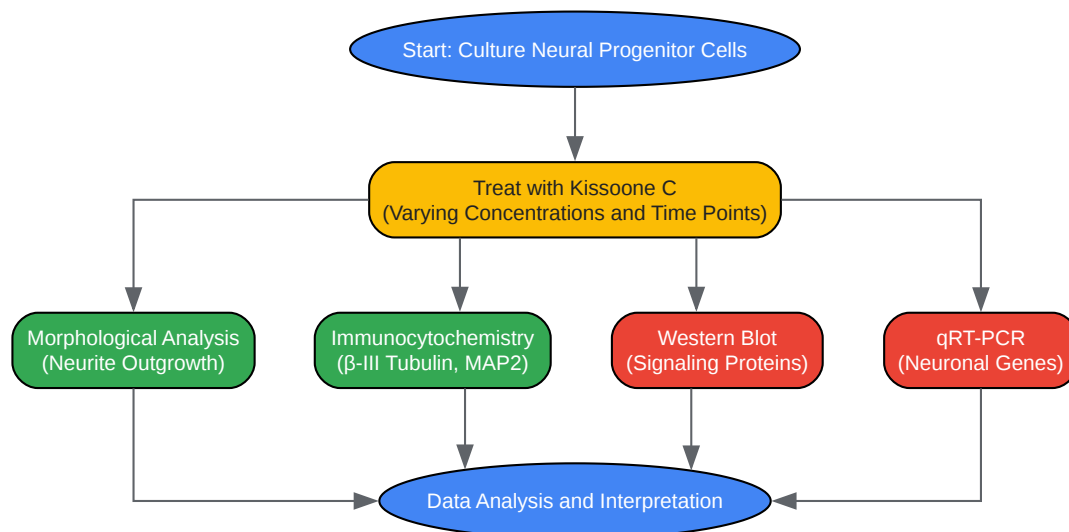 Start: Culture Neural Progenitor Cells
Treat with Kissoone C
(Varying Concentrations and Time Points)
Morphological Analysis
(Neurite Outgrowth)
Immunocytochemistry
(β-III Tubulin, MAP2)
Western Blot
(Signaling Proteins)
qRT-PCR
(Neuronal Genes)
Data Analysis and Interpretation